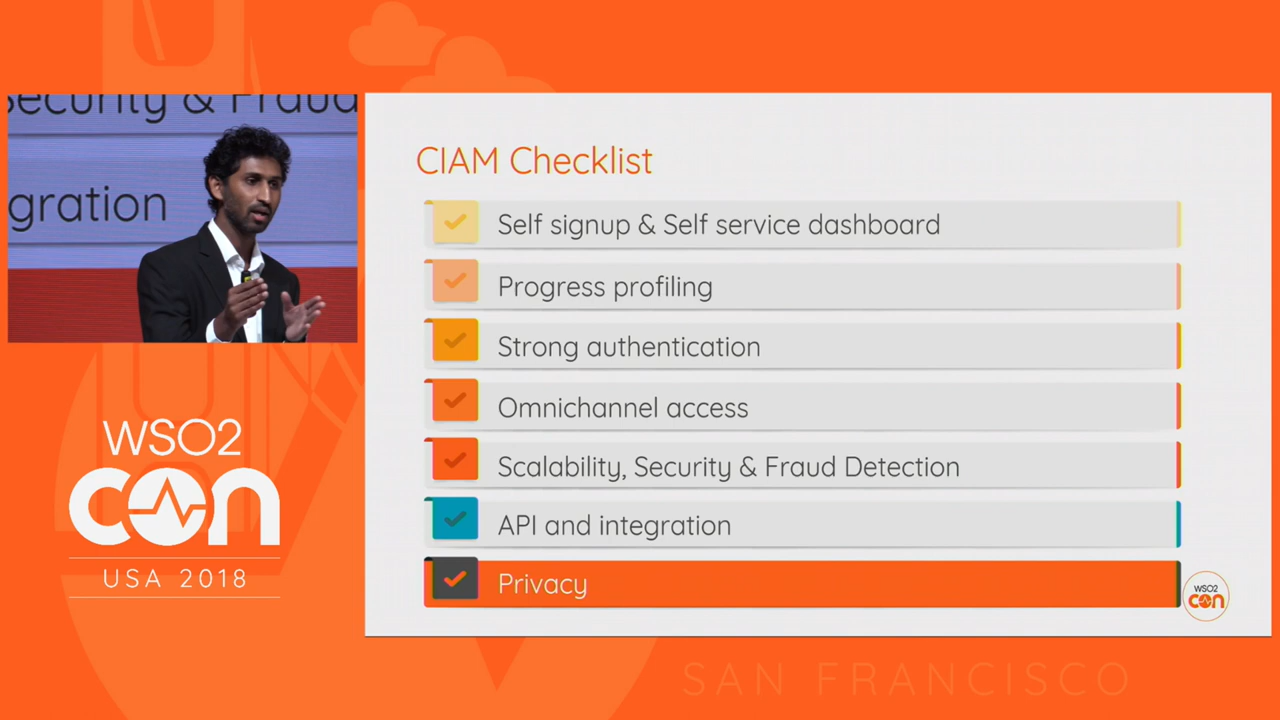 Security & Fraud
gration
WSO2
con
USA 2018
CIAM Checklist
Self signup & Self service dashboard
Progress profiling
Strong authentication
Omnichannel access
Scalability, Security & Fraud Detection
API and integration
Privacy
WSO2
con
SAN FRANCISCO